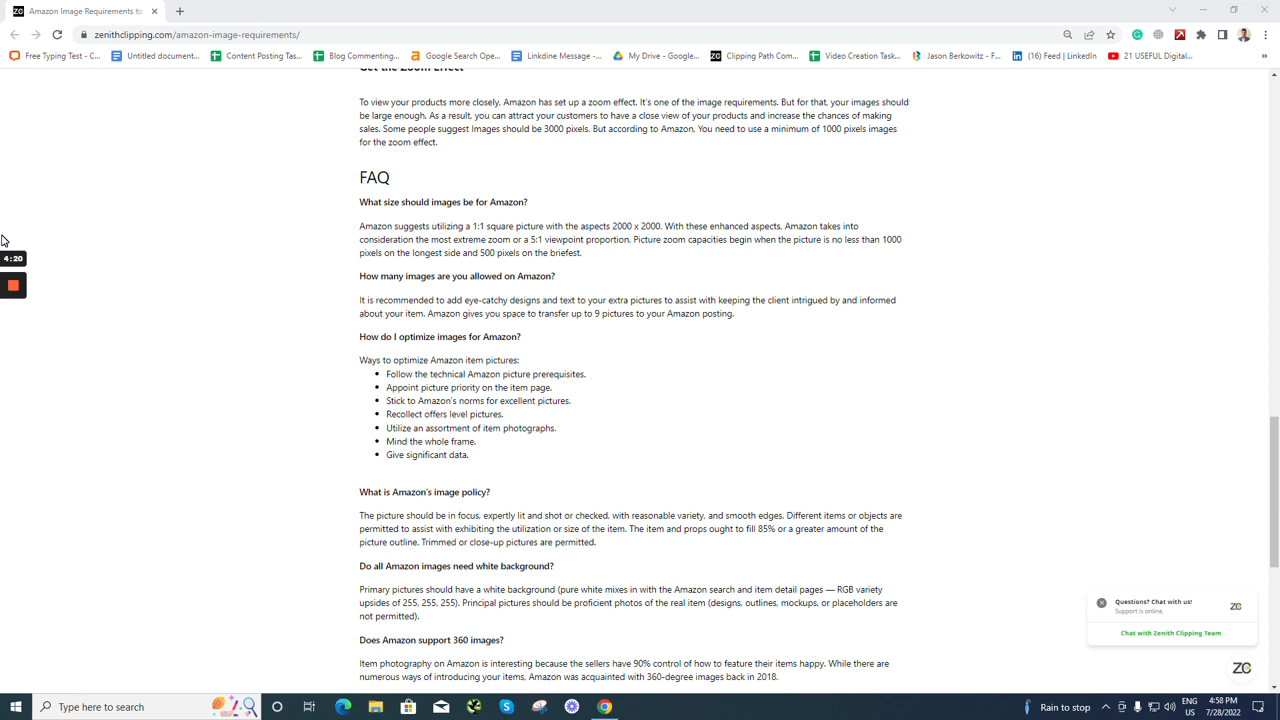 Amazon Image Requirements to
zenithclipping.com/amazon-image-requirements/
Free Typing Test - C...
Untitled document...
Content Posting Tas...
Blog Commenting...
Google Search Ope...
Linkdine Message -...
My Drive - Google...
Clipping Path Com...
Video Creation Task...
Jason Berkowitz - F...
(16) Feed | LinkedIn
21 USEFUL Digital...
»
Get the Zoom Effect
To view your products more closely, Amazon has set up a zoom effect. It's one of the image requirements. But for that, your images should
be large enough. As a result, you can attract your customers to have a close view of your products and increase the chances of making
sales. Some people suggest Images should be 3000 pixels. But according to Amazon, You need to use a minimum of 1000 pixels images
for the zoom effect.
FAQ
What size should images be for Amazon?
Amazon suggests utilizing a 1:1 square picture with the aspects 2000 x 2000. With these enhanced aspects, Amazon takes into
consideration the most extreme zoom or a 5:1 viewpoint proportion. Picture zoom capacities begin when the picture is no less than 1000
pixels on the longest side and 500 pixels on the briefest.
4:20
How many images are you allowed on Amazon?
It is recommended to add eye-catchy designs and text to your extra pictures to assist with keeping the client intrigued by and informed
about your item. Amazon gives you space to transfer up to 9 pictures to your Amazon posting.
How do I optimize images for Amazon?
Ways to optimize Amazon item pictures:
• Follow the technical Amazon picture prerequisites.
• Appoint picture priority on the item page.
• Stick to Amazon's norms for excellent pictures.
• Recollect offers level pictures.
• Utilize an assortment of item photographs.
• Mind the whole frame.
• Give significant data.
What is Amazon's image policy?
The picture should be in focus, expertly lit and shot or checked, with reasonable variety, and smooth edges. Different items or objects are
permitted to assist with exhibiting the utilization or size of the item. The item and props ought to fill 85% or a greater amount of the
picture outline. Trimmed or close-up pictures are permitted.
Do all Amazon images need white background?
Primary pictures should have a white background (pure white mixes in with the Amazon search and item detail pages — RGB variety
upsides of 255, 255, 255). Principal pictures should be proficient photos of the real item (designs, outlines, mockups, or placeholders are
not permitted).
Does Amazon support 360 images?
Item photography on Amazon is interesting because the sellers have 90% control of how to feature their items happy. While there are
numerous ways of introducing your items, Amazon was acquainted with 360-degree images back in 2018.
Questions? Chat with us!
Support is online.
ZC
Chat with Zenith Clipping Team
ZC
Type here to search
Rain to stop
ENG
US
4:58 PM
7/28/2022